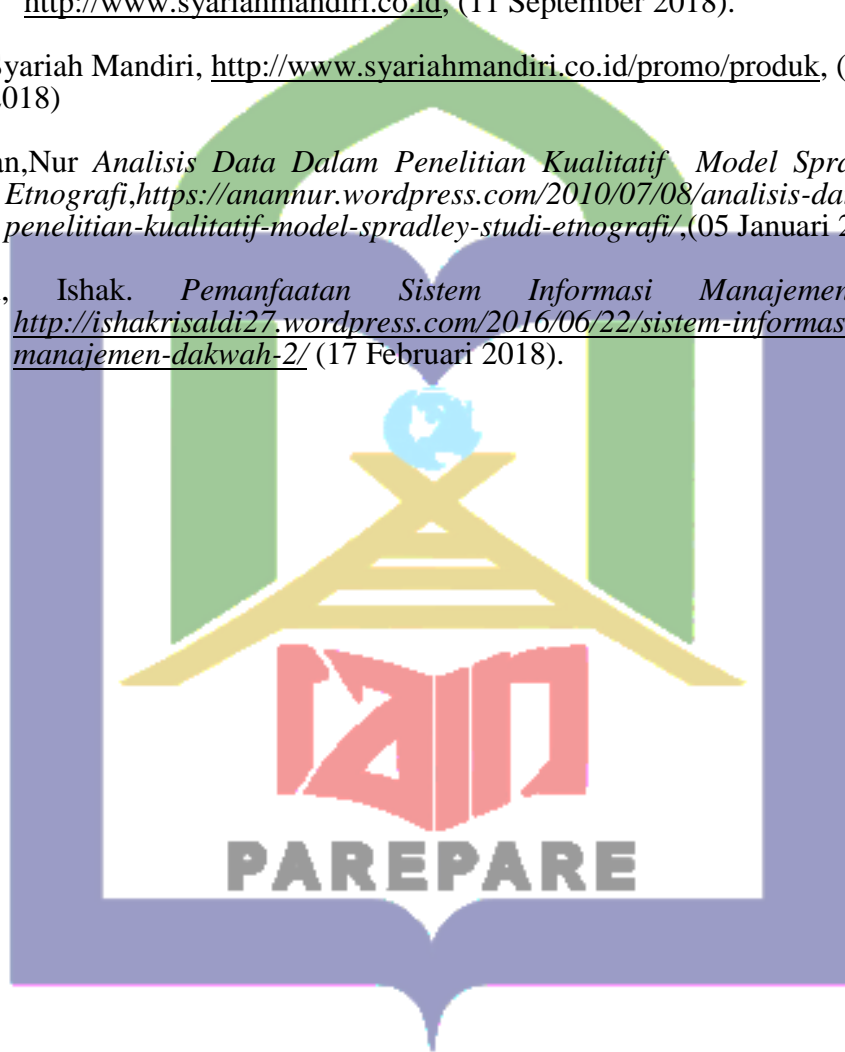 http://www.syariahmandiri.co.id, (11 September 2018).
yariah Mandiri, http://www.syariahmandiri.co.id/promo/produk, (
2018)
an,Nur Analisis Data Dalam Penelitian Kualitatif Model Spra
Etnografi,https://anannur.wordpress.com/2010/07/08/analisis-da
penelitian-kualitatif-model-spradley-studi-etnografi/,(05 Januari 2
, Ishak. Pemanfaatan Sistem Informasi Manajemen
http://ishakrisaldi27.wordpress.com/2016/06/22/sistem-informas
manajemen-dakwah-2/ (17 Februari 2018).
iain
PAREPARE